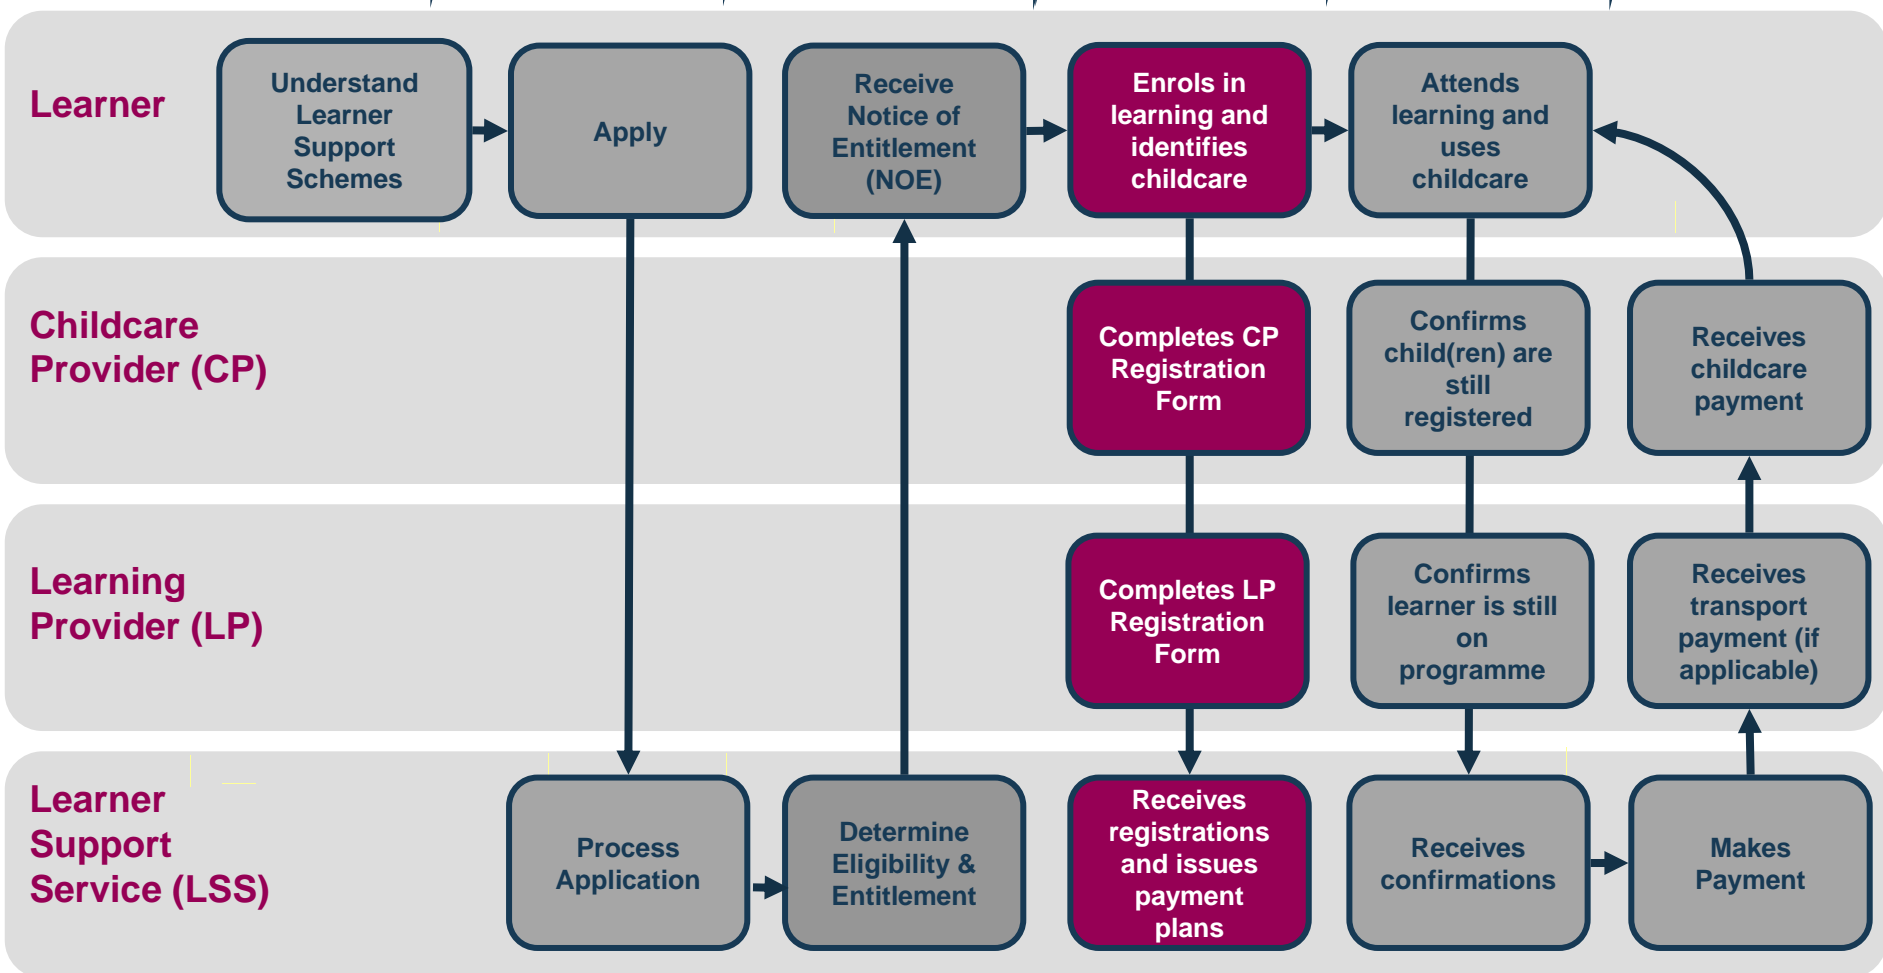 Learner
Understand
Learner
Support
Schemes
Apply
Receive
Notice of
Entitlement
(NOE)
Enrols in
learning and
identifies
childcare
Attends
learning and
uses
childcare
Childcare
Provider (CP)
Completes CP
Registration
Form
Confirms
child(ren) are
still
registered
Receives
childcare
payment
Learning
Provider (LP)
Completes LP
Registration
Form
Confirms
learner is still
on
programme
Receives
transport
payment (if
applicable)
Learner
Support
Service (LSS)
Process
Application
Determine
Eligibility &
Entitlement
Receives
registrations
and issues
payment
plans
Receives
confirmations
Makes
Payment